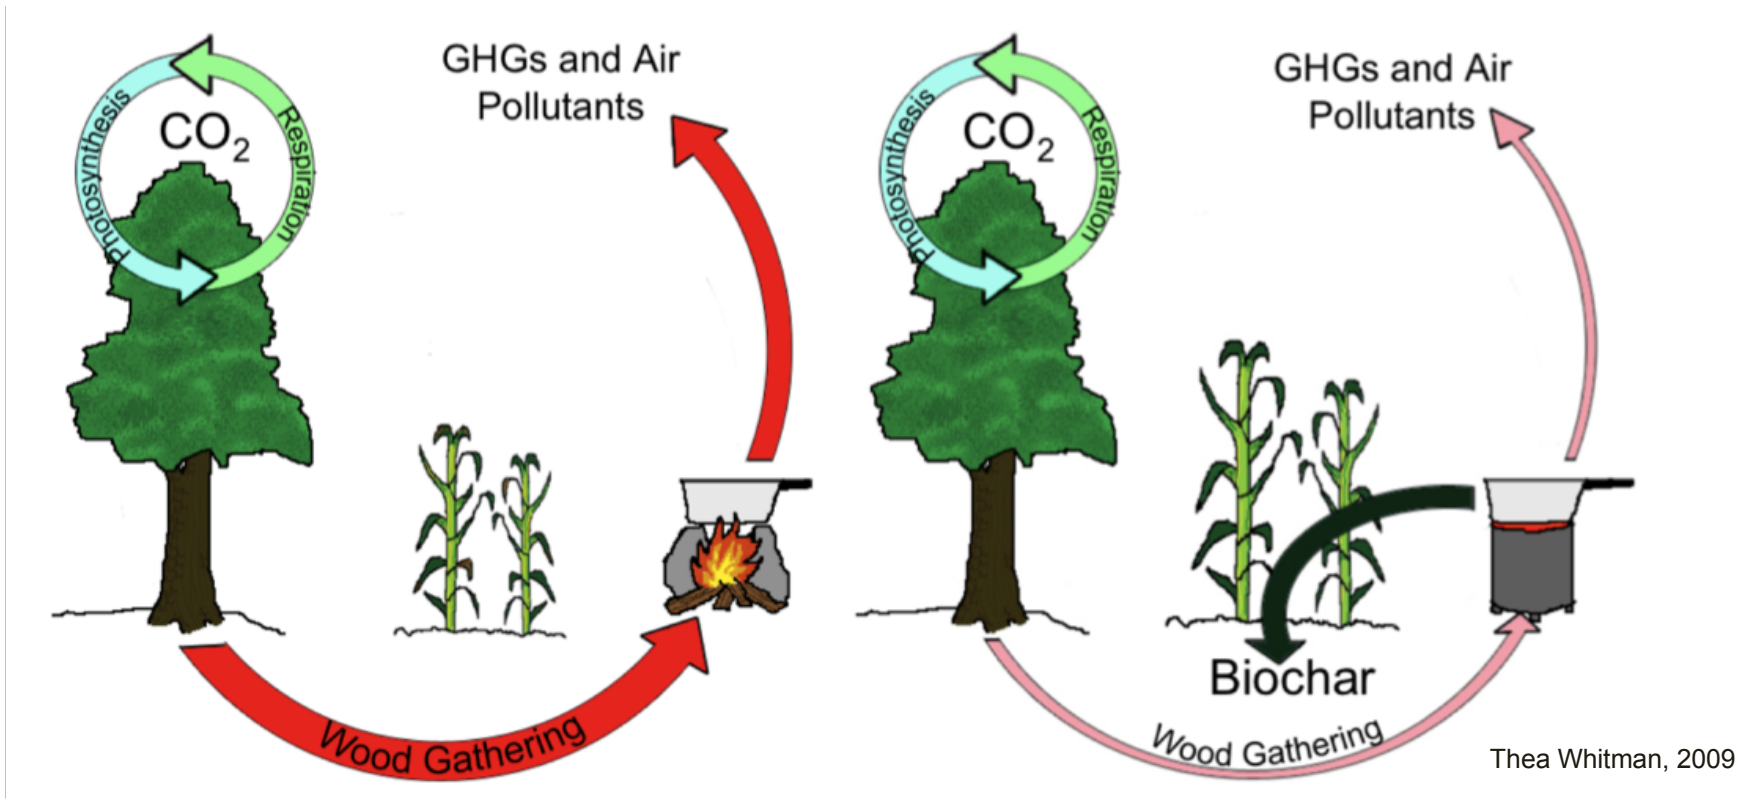 GHGs and Air
Pollutants
CO2
Photosynthesis
Respiration
Wood Gathering
GHGs and Air
Pollutants
CO2
Photosynthesis
Respiration
Biochar
Wood Gathering
Thea Whitman, 2009